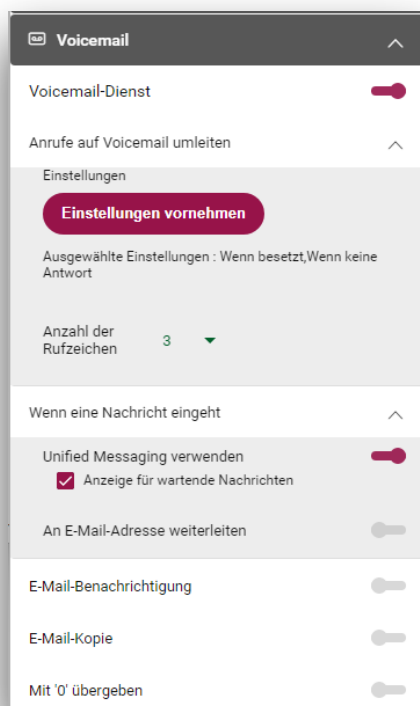 Voicemail
Voicemail-Dienst
Anrufe auf Voicemail umleiten
Einstellungen
Einstellungen vornehmen
Ausgewählte Einstellungen : Wenn besetzt,Wenn keine
Antwort
Anzahl der
Rufzeichen
3
Wenn eine Nachricht eingeht
Unified Messaging verwenden
Anzeige für wartende Nachrichten
An E-Mail-Adresse weiterleiten
E-Mail-Benachrichtigung
E-Mail-Kopie
Mit '0' übergeben